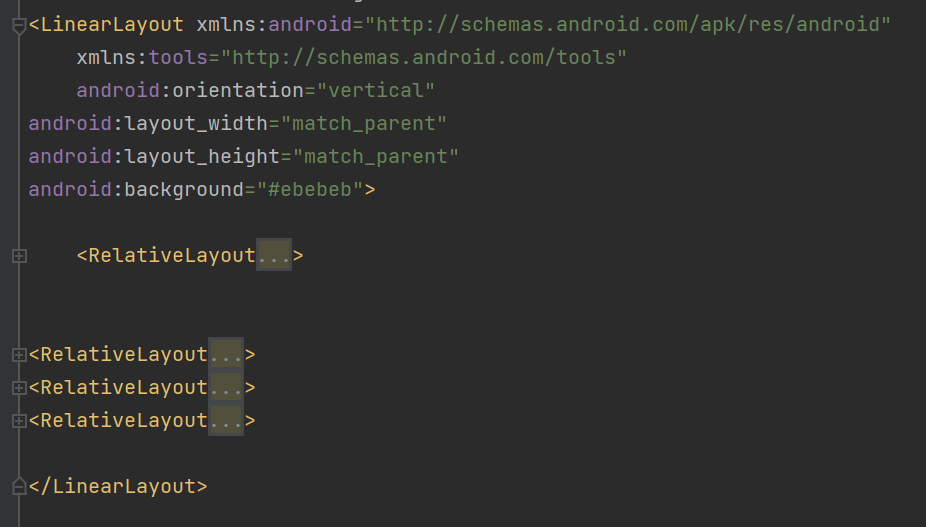 <LinearLayout xmlns:android="http://schemas.android.com/apk/res/android"
xmlns:tools="http://schemas.android.com/tools"
android:orientation="vertical"
android:layout_width="match_parent"
android:layout_height="match_parent"
android:background="#ebebeb">
<RelativeLayout...>
<RelativeLayout...>
<RelativeLayout...>
<RelativeLayout...>
</LinearLayout>